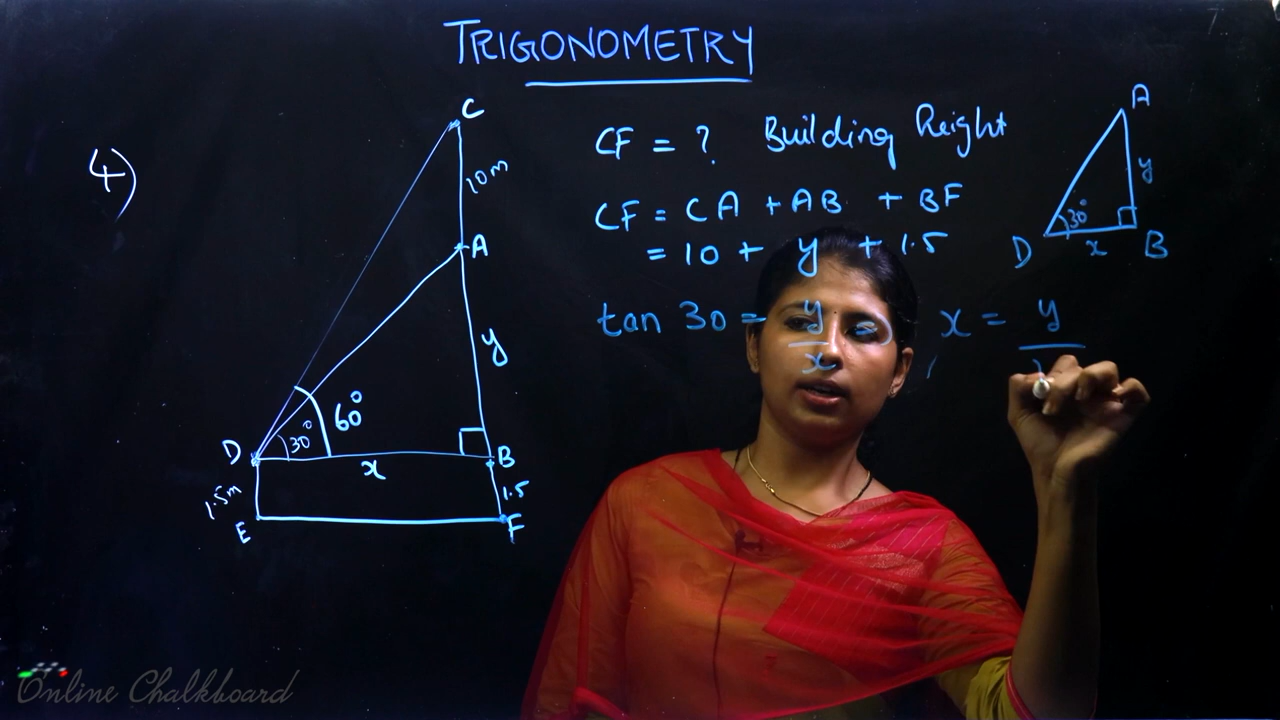 TRIGONOMETRY
4)
C
10m
A
y
60°
30°
D
x
B
1.5m
1.5
E
F
CF = ? Building Height
CF = CA + AB + BF
= 10 + y + 1.5
tan 30 = y/x => x = y/
A
y
30°
D
x
B
Online Chalkboard